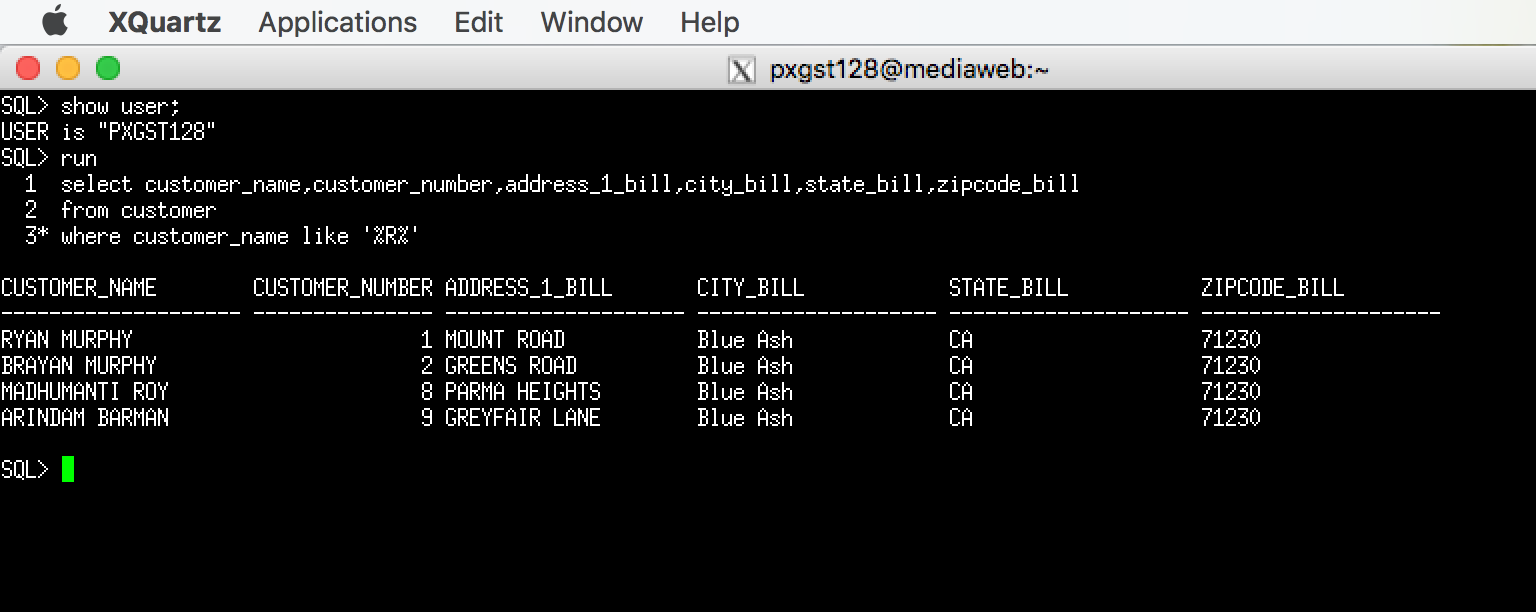 XQuartz Applications Edit Window Help
pxgst128@mediaweb:~
SQL> show user;
USER is "PXGST128"
SQL> run
  1  select customer_name,customer_number,address_1_bill,city_bill,state_bill,zipcode_bill
  2  from customer
  3* where customer_name like '%R%'
CUSTOMER_NAME        CUSTOMER_NUMBER ADDRESS_1_BILL       CITY_BILL            STATE_BILL           ZIPCODE_BILL
-------------------- --------------- -------------------- -------------------- -------------------- --------------------
RYAN MURPHY                        1 MOUNT ROAD           Blue Ash             CA                   71230
BRAYAN MURPHY                      2 GREENS ROAD          Blue Ash             CA                   71230
MADHUMANTI ROY                     8 PARMA HEIGHTS        Blue Ash             CA                   71230
ARINDAM BARMAN                     9 GREYFAIR LANE        Blue Ash             CA                   71230
SQL>